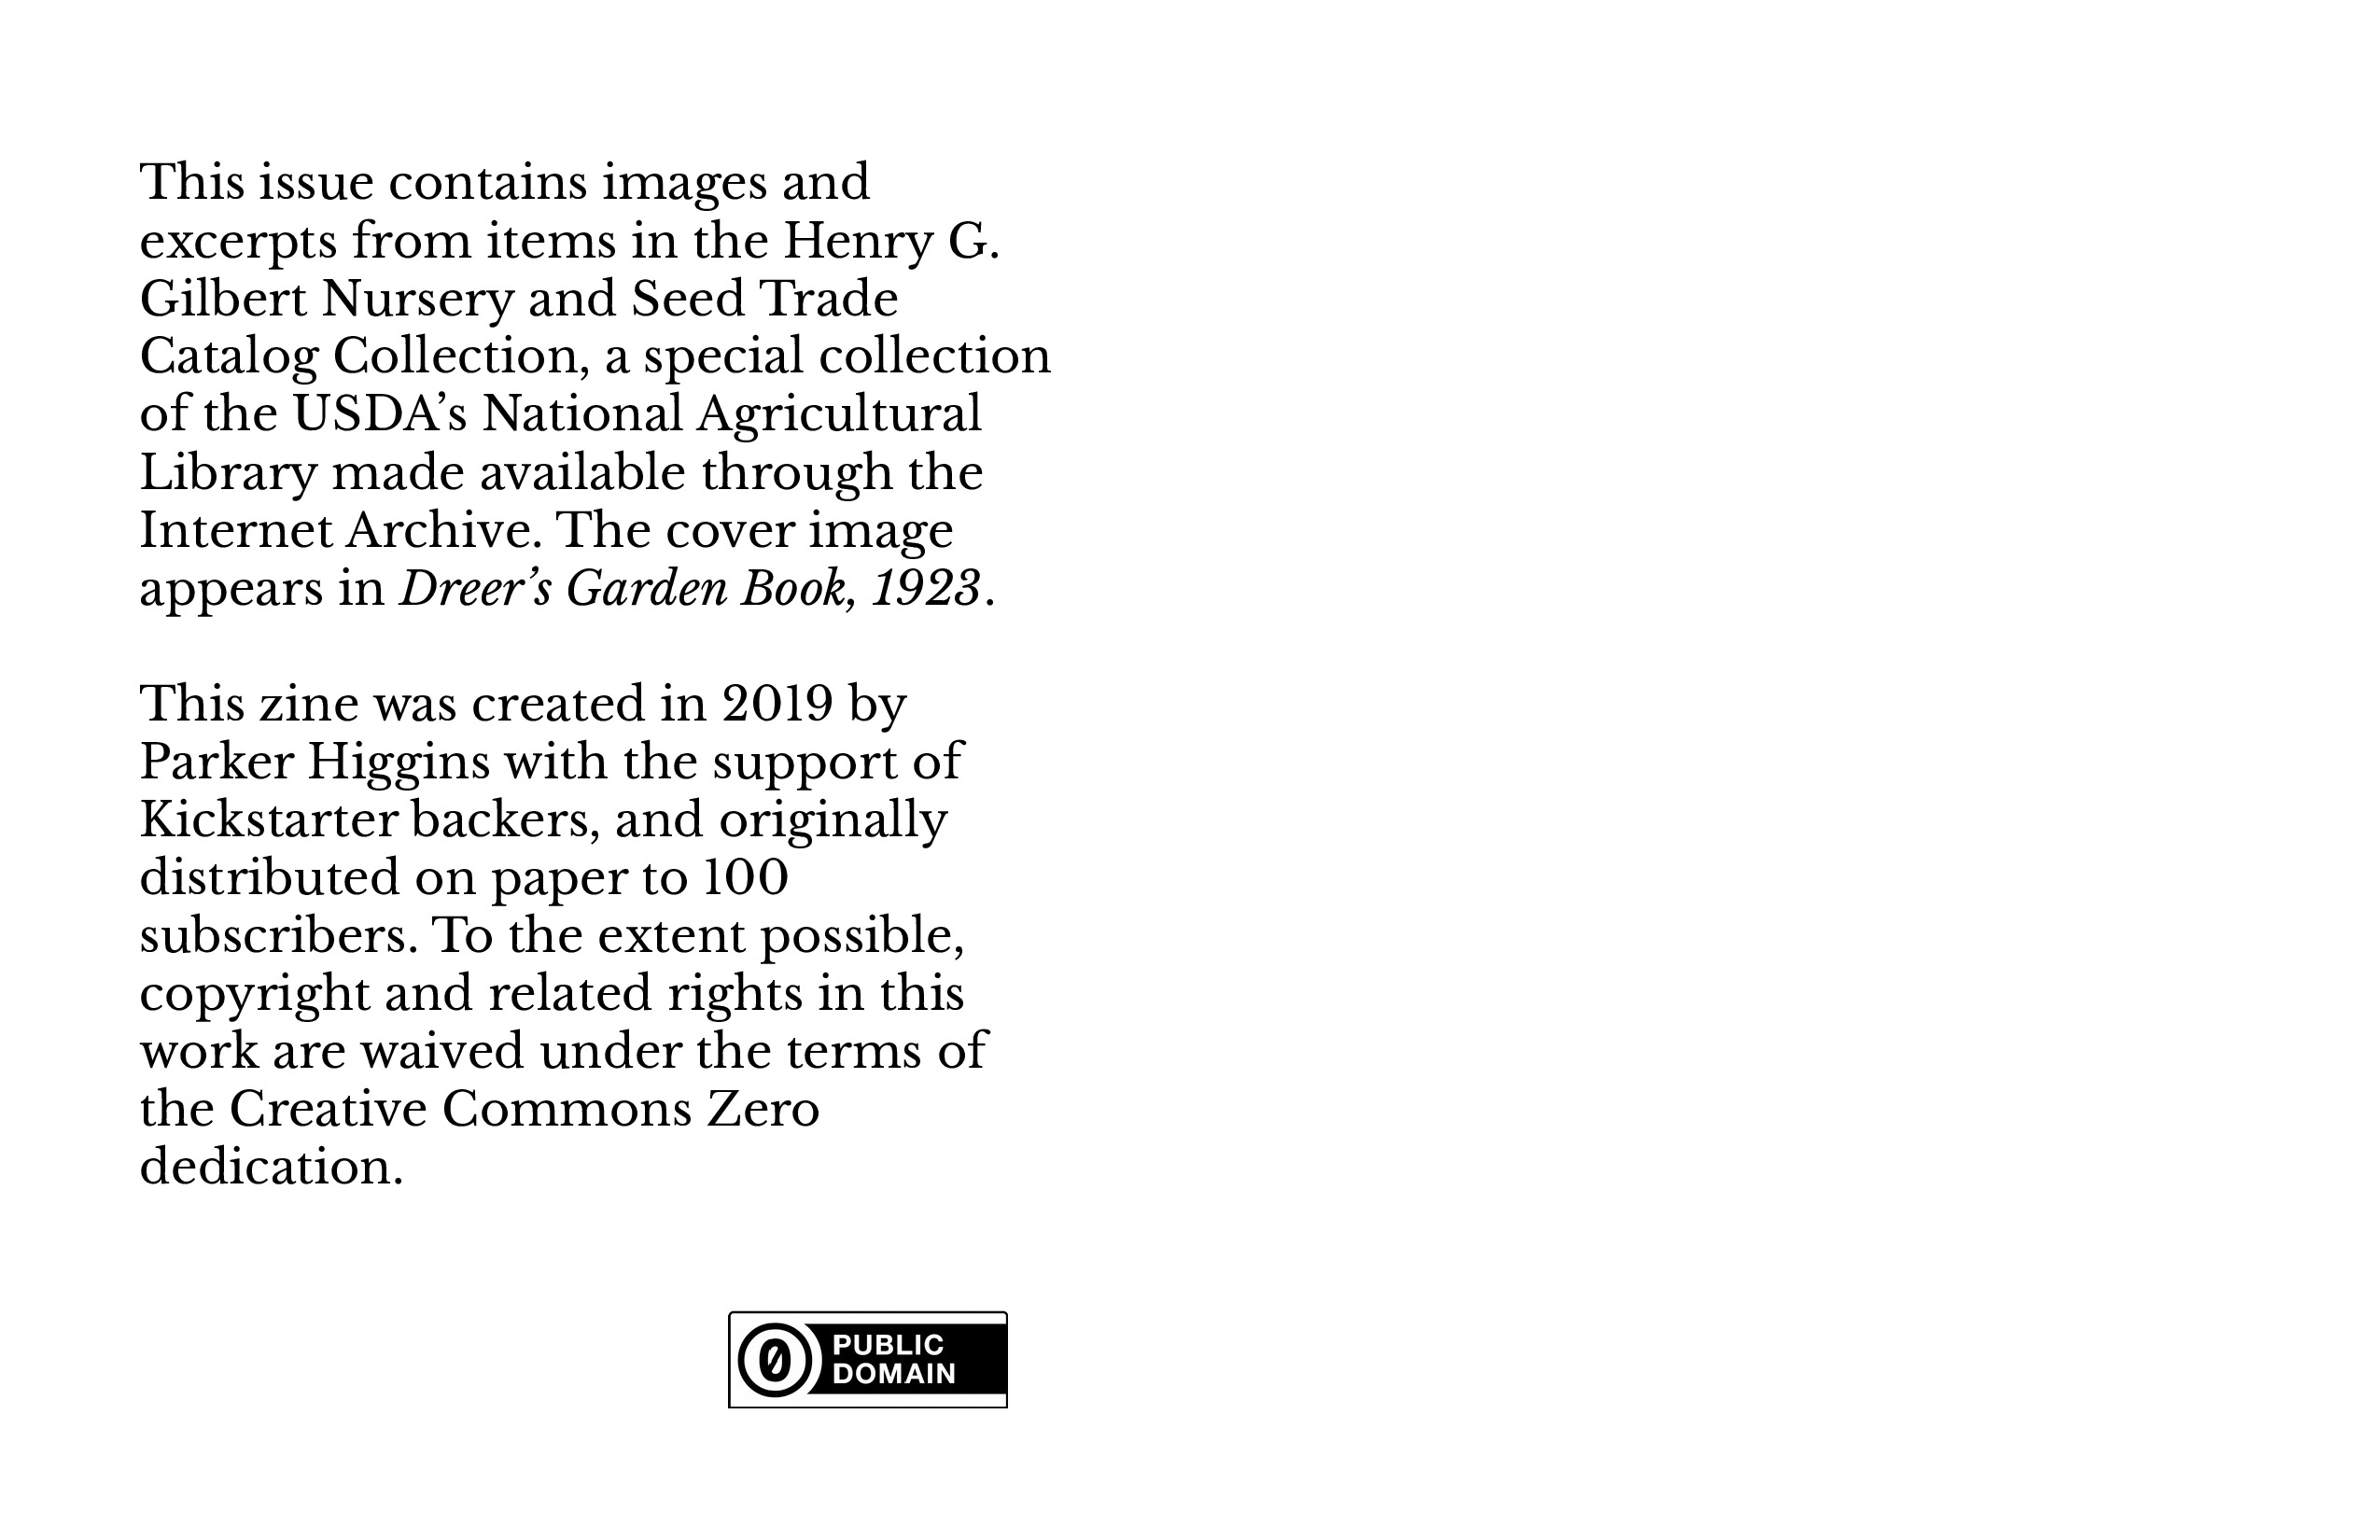 This issue contains images and
excerpts from items in the Henry G.
Gilbert Nursery and Seed Trade
Catalog Collection, a special collection
of the USDA’s National Agricultural
Library made available through the
Internet Archive. The cover image
appears in Dreer’s Garden Book, 1923.
This zine was created in 2019 by
Parker Higgins with the support of
Kickstarter backers, and originally
distributed on paper to 100
subscribers. To the extent possible,
copyright and related rights in this
work are waived under the terms of
the Creative Commons Zero
dedication.
0
PUBLIC
DOMAIN